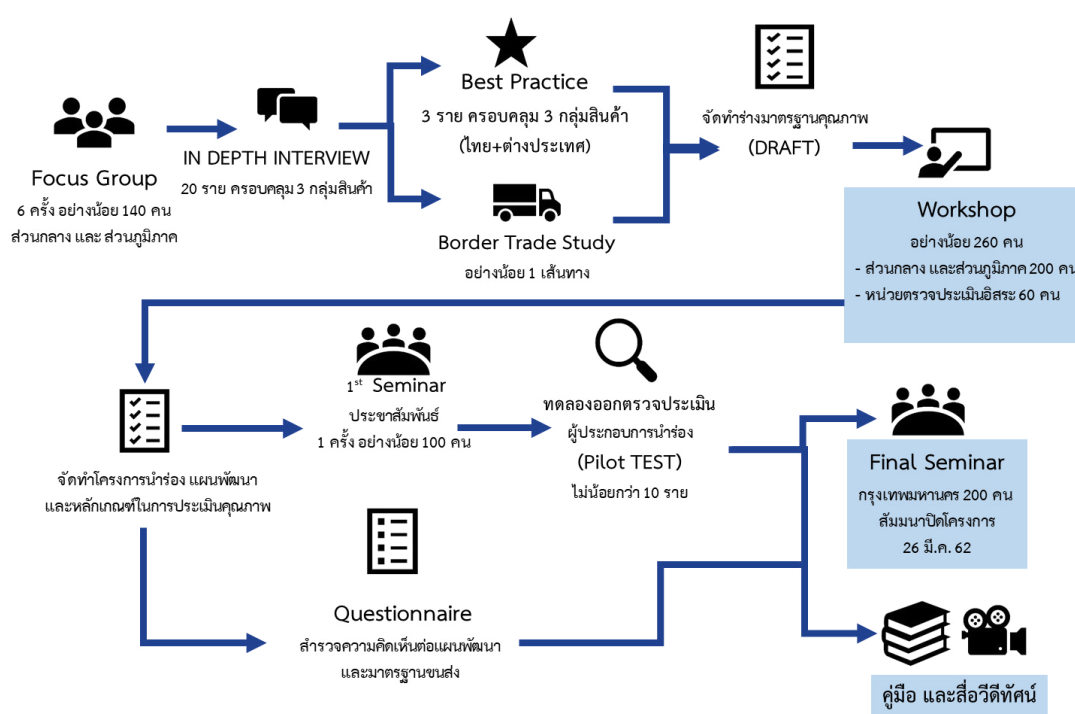 Focus Group
6 ครั้ง อย่างน้อย 140 คน
ส่วนกลาง และ ส่วนภูมิภาค
IN DEPTH INTERVIEW
20 ราย ครอบคลุม 3 กลุ่มสินค้า
Best Practice
3 ราย ครอบคลุม 3 กลุ่มสินค้า
(ไทย+ต่างประเทศ)
Border Trade Study
อย่างน้อย 1 เส้นทาง
จัดทำร่างมาตรฐานคุณภาพ
(DRAFT)
Workshop
อย่างน้อย 260 คน
- ส่วนกลาง และส่วนภูมิภาค 200 คน
- หน่วยตรวจประเมินอิสระ 60 คน
จัดทำโครงการนำร่อง แผนพัฒนา
และหลักเกณฑ์ในการประเมินคุณภาพ
1st Seminar
ประชาสัมพันธ์
1 ครั้ง อย่างน้อย 100 คน
ทดลองออกตรวจประเมิน
ผู้ประกอบการนำร่อง
(Pilot TEST)
ไม่น้อยกว่า 10 ราย
Final Seminar
กรุงเทพมหานคร 200 คน
สัมมนาปิดโครงการ
26 มี.ค. 62
Questionnaire
สำรวจความคิดเห็นต่อแผนพัฒนา
และมาตรฐานขนส่ง
คู่มือ และสื่อวีดีทัศน์